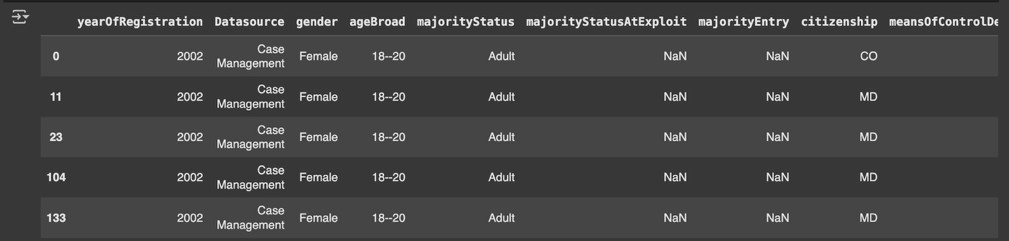 yearOfRegistration Datasource gender ageBroad majorityStatus majorityStatusAtExploit majorityEntry citizenship meansOfControlDe
0 2002 Case Management Female 18--20 Adult NaN NaN CO
11 2002 Case Management Female 18--20 Adult NaN NaN MD
23 2002 Case Management Female 18--20 Adult NaN NaN MD
104 2002 Case Management Female 18--20 Adult NaN NaN MD
133 2002 Case Management Female 18--20 Adult NaN NaN MD